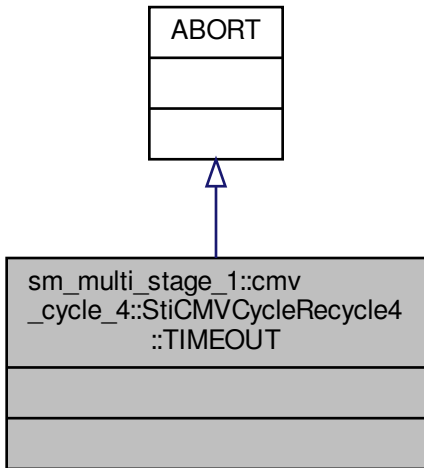 ABORT
sm_multi_stage_1::cmv
_cycle_4::StiCMVCycleRecycle4
::TIMEOUT